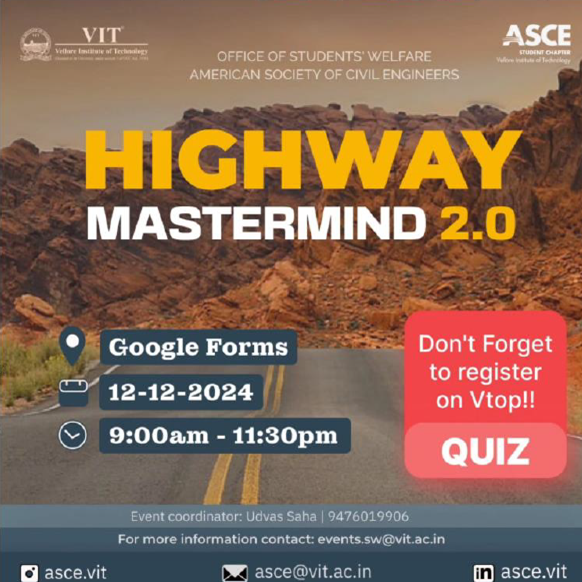 VIT
Vellore Institute of Technology
OFFICE OF STUDENTS' WELFARE
AMERICAN SOCIETY OF CIVIL ENGINEERS
ASCE
STUDENT CHAPTER
Vellore Institute of Technology
HIGHWAY
MASTERMIND 2.0
Google Forms
12-12-2024
9:00am - 11:30pm
Don't Forget
to register
on Vtop!!
QUIZ
Event coordinator: Udvas Saha | 9476019906
For more information contact: events.sw@vit.ac.in
asce.vit
asce@vit.ac.in
in asce.vit